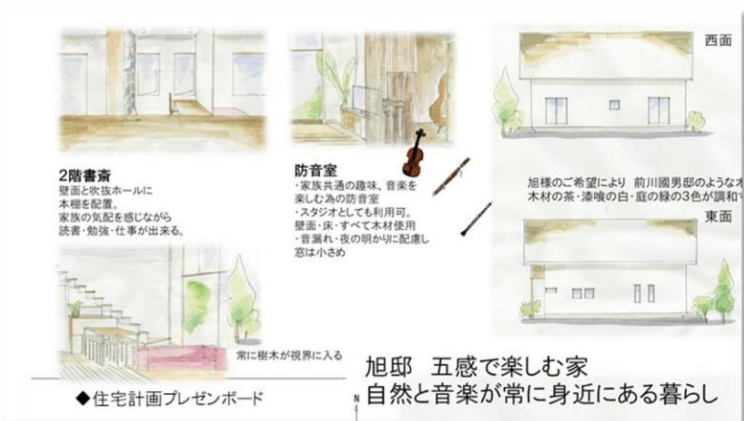 西面
2階書斎
壁面と吹抜ホールに
本棚を配置。
家族の気配を感じながら
読書・勉強・仕事が出来る。
防音室
・家族共通の趣味、音楽を
楽しむ為の防音室
・スタジオとしても利用可。
壁面・床・すべて木材使用
・音漏れ・夜の明かりに配慮し
窓は小さめ
旭様のご希望により 前川國男邸のような
木材の茶・漆喰の白・庭の緑の3色が調和
東面
常に樹木が視界に入る
◆住宅計画プレゼンボード
N
旭邸 五感で楽しむ家
自然と音楽が常に身近にある暮らし